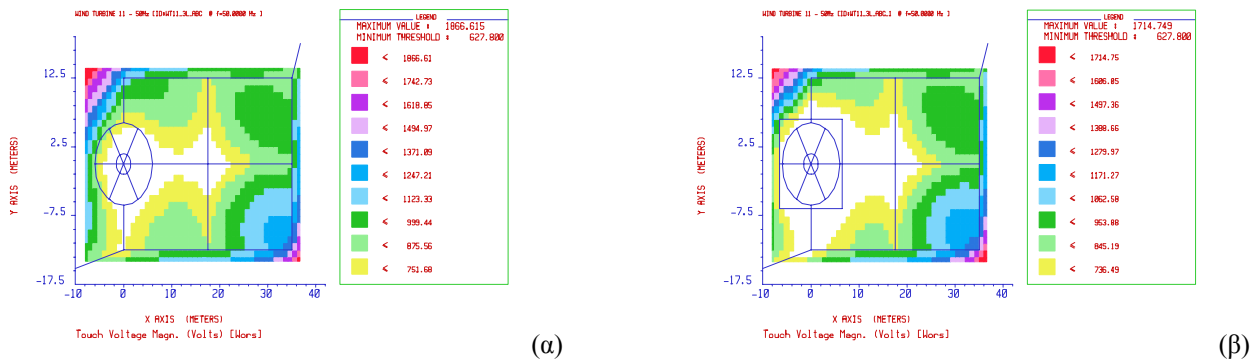 WIND TURBINE 11 - 50Hz [ID:WT11_3L_ABC @ f=50.0000 Hz ]
LEGEND
MAXIMUM VALUE : 1866.615
MINIMUM THRESHOLD : 627.800
≤ 1866.61
≤ 1742.73
≤ 1618.85
≤ 1494.97
≤ 1371.09
≤ 1247.21
≤ 1123.33
≤ 999.44
≤ 875.56
≤ 751.68
12.5
2.5
-7.5
-17.5
Y AXIS (METERS)
-10 0 10 20 30 40
X AXIS (METERS)
Touch Voltage Magn. (Volts) [Wors]
(α)
WIND TURBINE 11 - 50Hz [ID:WT11_3L_ABC_1 @ f=50.0000 Hz ]
LEGEND
MAXIMUM VALUE : 1714.749
MINIMUM THRESHOLD : 627.800
≤ 1714.75
≤ 1606.05
≤ 1497.36
≤ 1388.66
≤ 1279.97
≤ 1171.27
≤ 1062.58
≤ 953.88
≤ 845.19
≤ 736.49
12.5
2.5
-7.5
-17.5
Y AXIS (METERS)
-10 0 10 20 30 40
X AXIS (METERS)
Touch Voltage Magn. (Volts) [Wors]
(β)